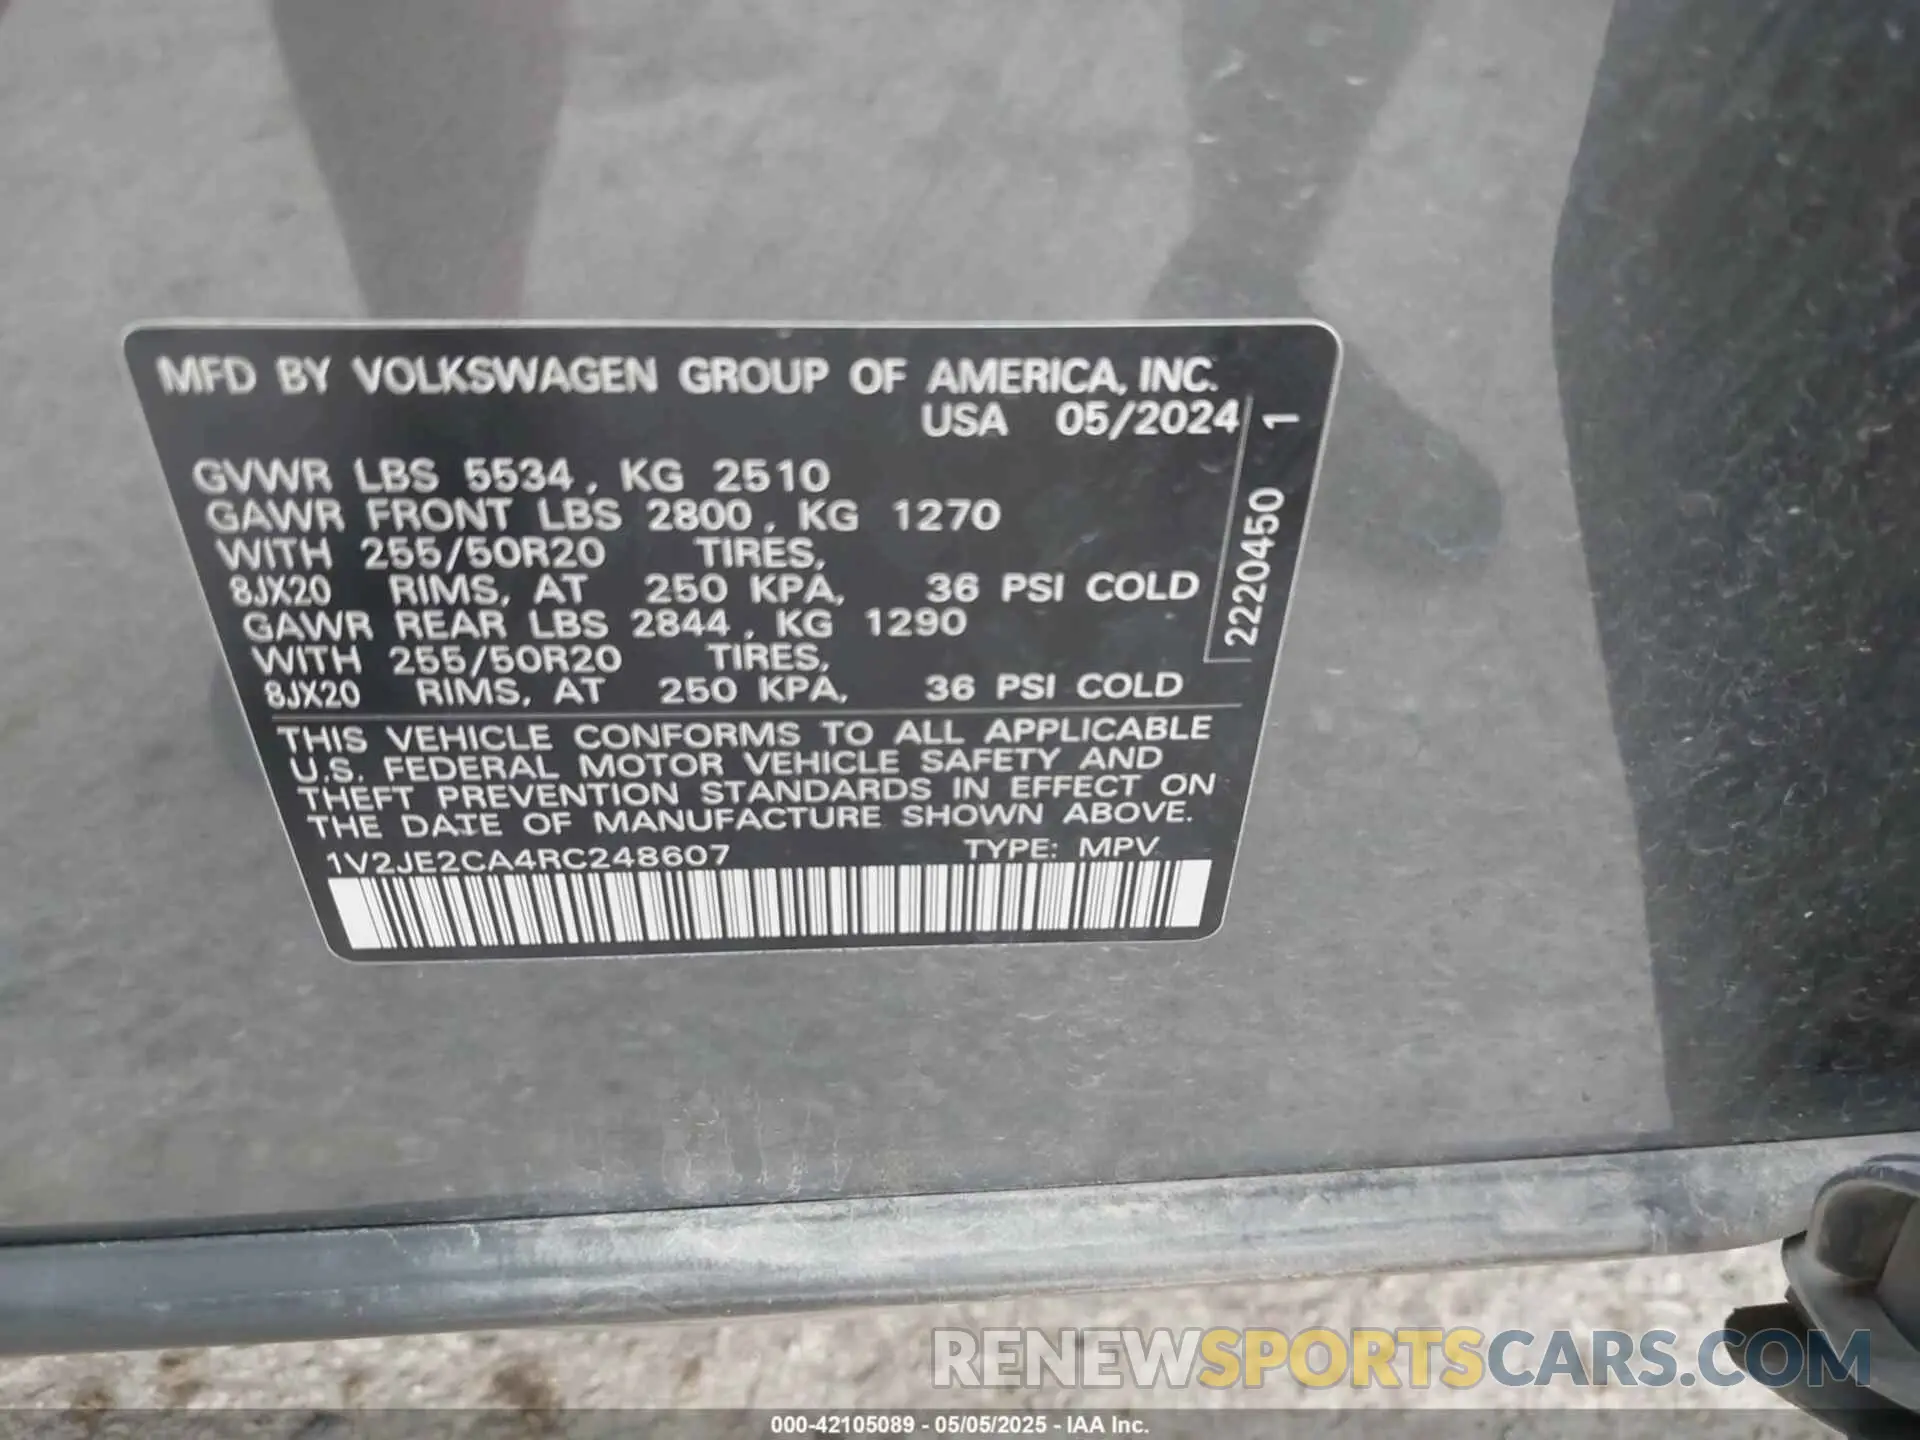 MFD BY VOLKSWAGEN GROUP OF AMERICA, INC.
USA 05/2024
GVWR LBS 5534, KG 2510
GAWR FRONT LBS 2800, KG 1270
WITH 255/50R20 TIRES,
8JX20 RIMS, AT 250 KPA, 36 PSI COLD
GAWR REAR LBS 2844, KG 1290
WITH 255/50R20 TIRES,
8JX20 RIMS, AT 250 KPA, 36 PSI COLD
2220450 1
THIS VEHICLE CONFORMS TO ALL APPLICABLE
U.S. FEDERAL MOTOR VEHICLE SAFETY AND
THEFT PREVENTION STANDARDS IN EFFECT ON
THE DATE OF MANUFACTURE SHOWN ABOVE.
1V2JE2CA4RC248607 TYPE: MPV
RENEWSPORTSCARS.COM
000-42105089 - 05/05/2025 - IAA Inc.